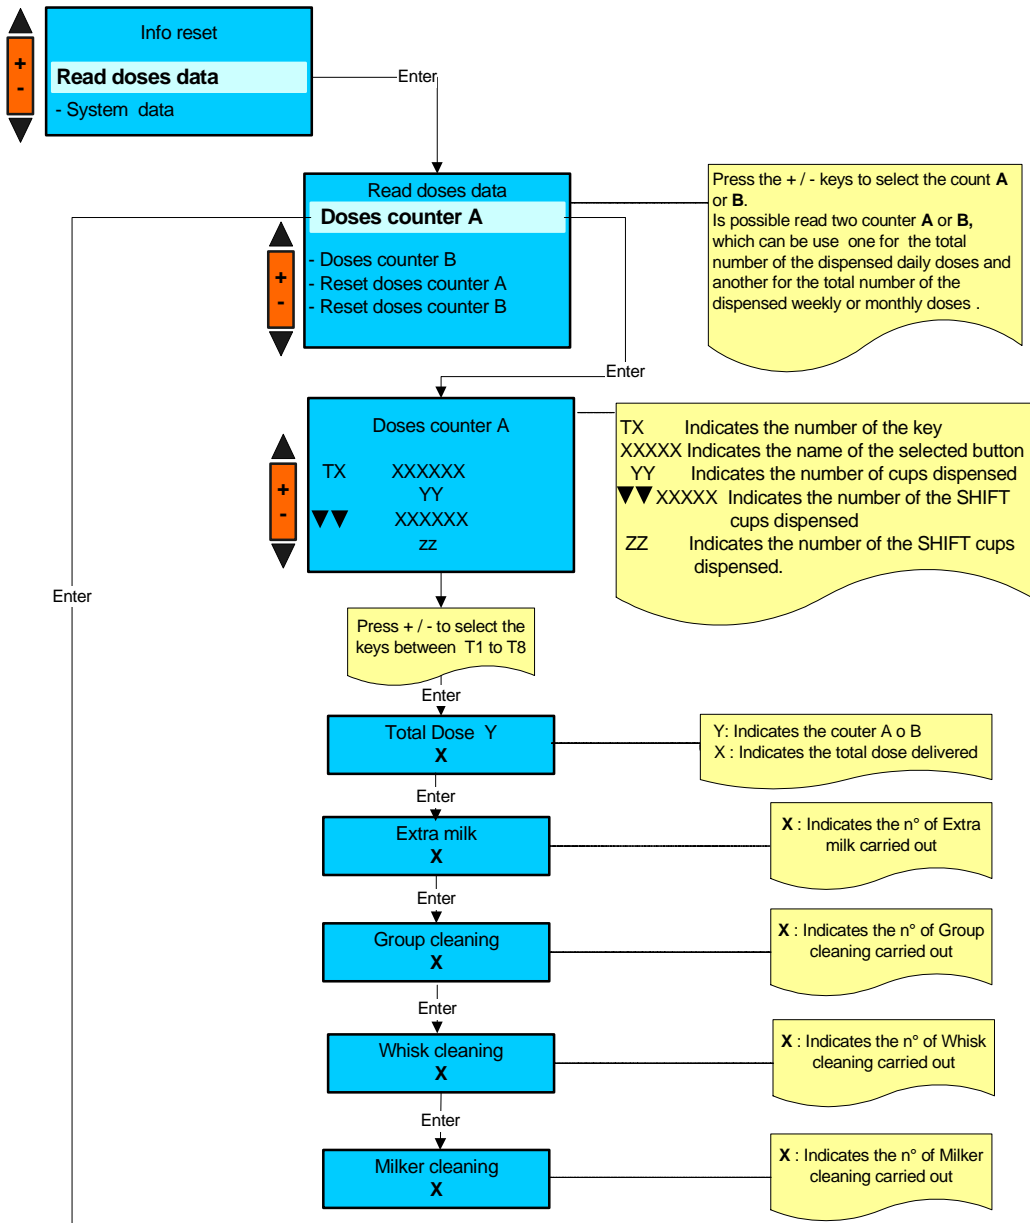 Info reset
+
-
Read doses data
- System data
Enter
Read doses data
Doses counter A
+
-
- Doses counter B
- Reset doses counter A
- Reset doses counter B
Press the + / - keys to select the count A
or B.
Is possible read two counter A or B,
which can be use one for the total
number of the dispensed daily doses and
another for the total number of the
dispensed weekly or monthly doses .
Enter
Doses counter A
+
-
TX XXXXXX
YY
▼▼ XXXXXX
zz
TX Indicates the number of the key
XXXXX Indicates the name of the selected button
YY Indicates the number of cups dispensed
▼▼ XXXXX Indicates the number of the SHIFT
cups dispensed
ZZ Indicates the number of the SHIFT cups
dispensed.
Enter
Press + / - to select the
keys between T1 to T8
Enter
Total Dose Y
X
Y: Indicates the couter A o B
X : Indicates the total dose delivered
Enter
Extra milk
X
X : Indicates the n° of Extra
milk carried out
Enter
Group cleaning
X
X : Indicates the n° of Group
cleaning carried out
Enter
Whisk cleaning
X
X : Indicates the n° of Whisk
cleaning carried out
Enter
Milker cleaning
X
X : Indicates the n° of Milker
cleaning carried out